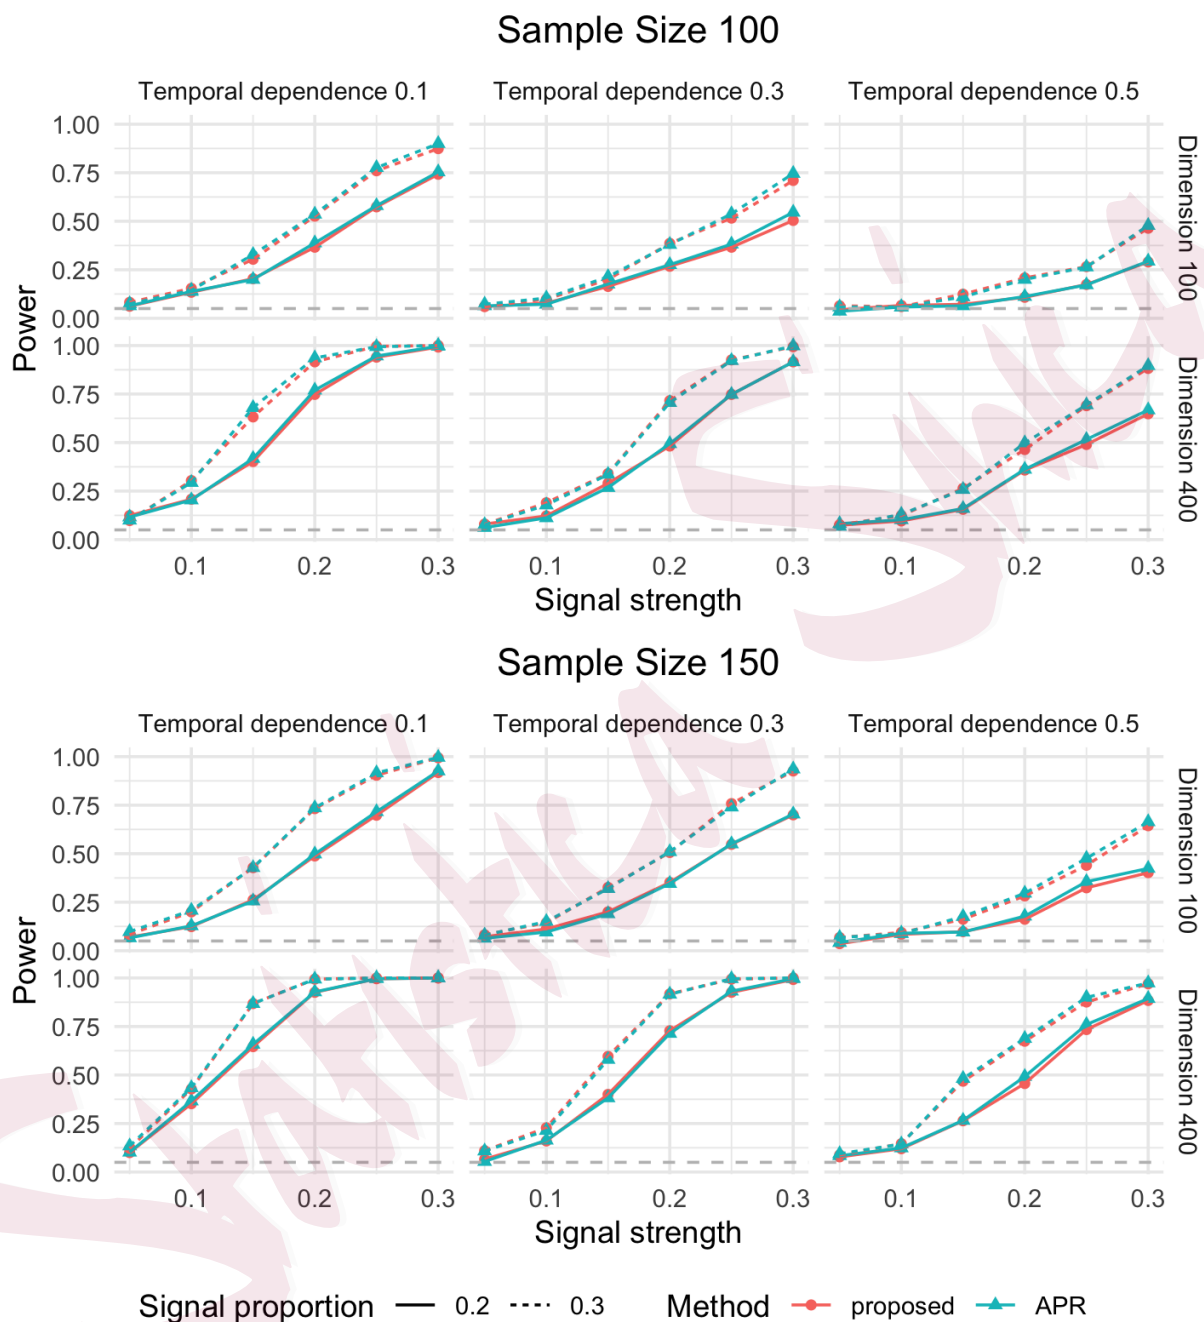 Sample Size 100
Temporal dependence 0.1 Temporal dependence 0.3 Temporal dependence 0.5
1.00
0.75
0.50
0.25
0.00
Dimension 100
Power
1.00
0.75
0.50
0.25
0.00
Dimension 400
0.1 0.2 0.3 0.1 0.2 0.3 0.1 0.2 0.3
Signal strength
Sample Size 150
Temporal dependence 0.1 Temporal dependence 0.3 Temporal dependence 0.5
1.00
0.75
0.50
0.25
0.00
Dimension 100
Power
1.00
0.75
0.50
0.25
0.00
Dimension 400
0.1 0.2 0.3 0.1 0.2 0.3 0.1 0.2 0.3
Signal strength
Signal proportion 0.2 0.3 Method proposed APR
Statistica Sinica